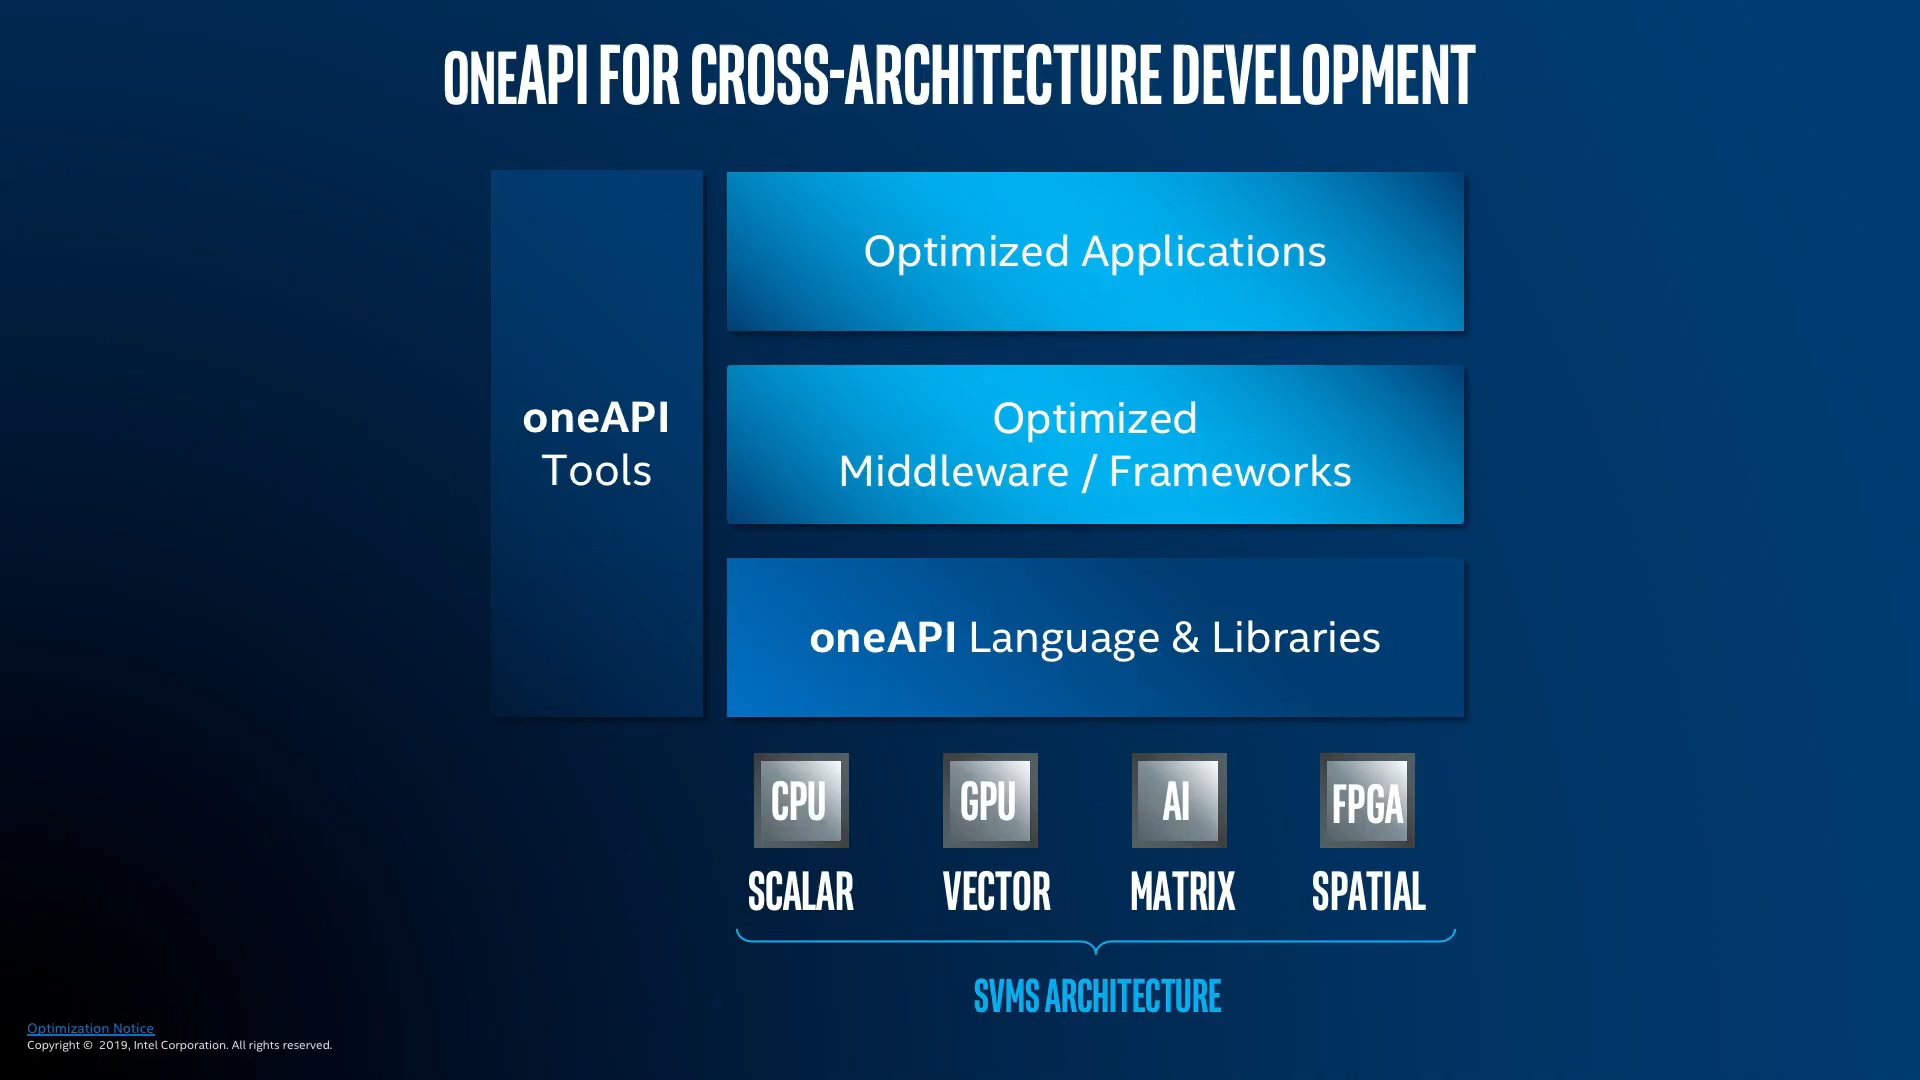 ONEAPI FOR CROSS-ARCHITECTURE DEVELOPMENT
oneAPI
Tools
Optimized Applications
Optimized
Middleware / Frameworks
oneAPI Language & Libraries
CPU
GPU
AI
FPGA
SCALAR
VECTOR
MATRIX
SPATIAL
SVMS ARCHITECTURE
Optimization Notice
Copyright © 2019, Intel Corporation. All rights reserved.